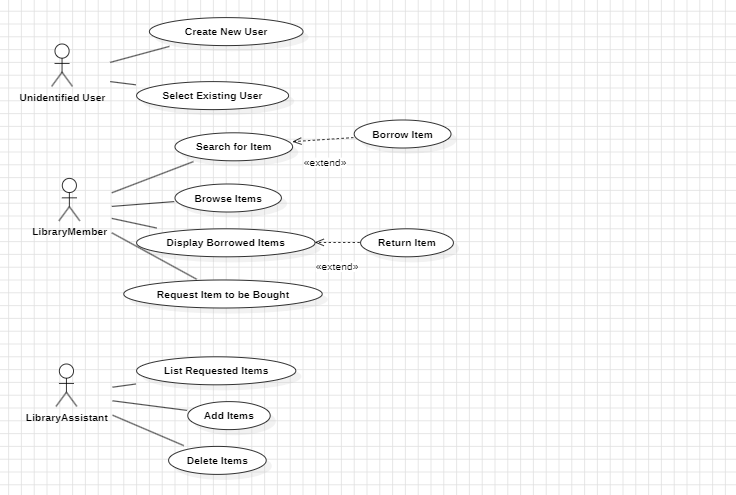 Create New User
Unidentified User
Select Existing User
Borrow Item
Search for Item
«extend»
Browse Items
LibraryMember
Display Borrowed Items
Return Item
«extend»
Request Item to be Bought
List Requested Items
LibraryAssistant
Add Items
Delete Items